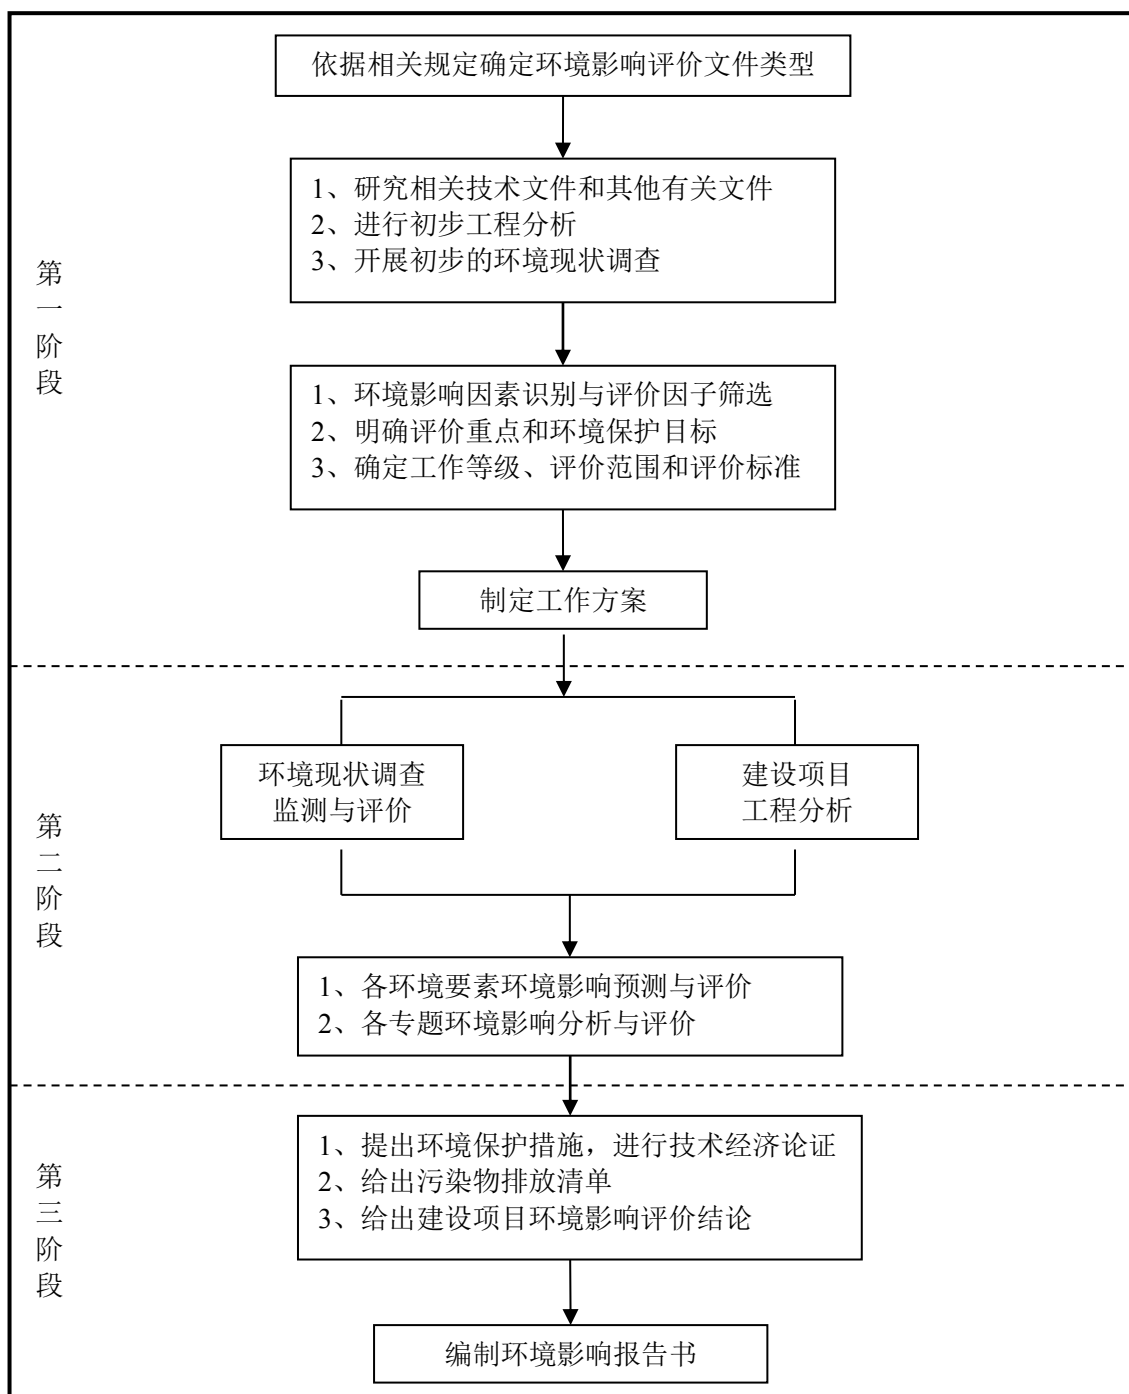 依据相关规定确定环境影响评价文件类型
1、研究相关技术文件和其他有关文件
2、进行初步工程分析
3、开展初步的环境现状调查
第一阶段
1、环境影响因素识别与评价因子筛选
2、明确评价重点和环境保护目标
3、确定工作等级、评价范围和评价标准
制定工作方案
环境现状调查
监测与评价
建设项目
工程分析
第二阶段
1、各环境要素环境影响预测与评价
2、各专题环境影响分析与评价
1、提出环境保护措施，进行技术经济论证
2、给出污染物排放清单
3、给出建设项目环境影响评价结论
第三阶段
编制环境影响报告书